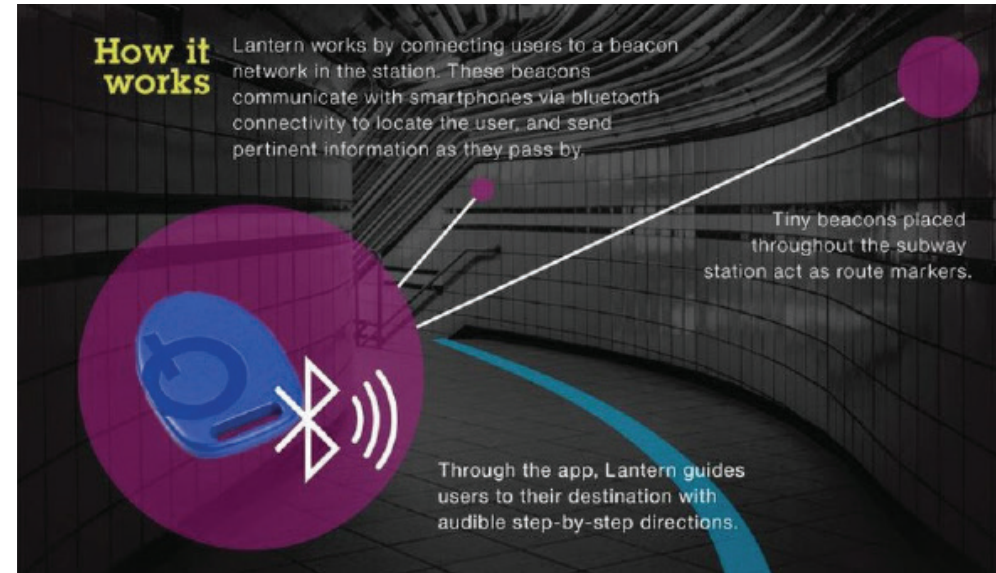 How it
works
Lantern works by connecting users to a beacon
network in the station. These beacons
communicate with smartphones via bluetooth
connectivity to locate the user, and send
pertinent information as they pass by.
Tiny beacons placed
throughout the subway
station act as route markers.
Through the app, Lantern guides
users to their destination with
audible step-by-step directions.